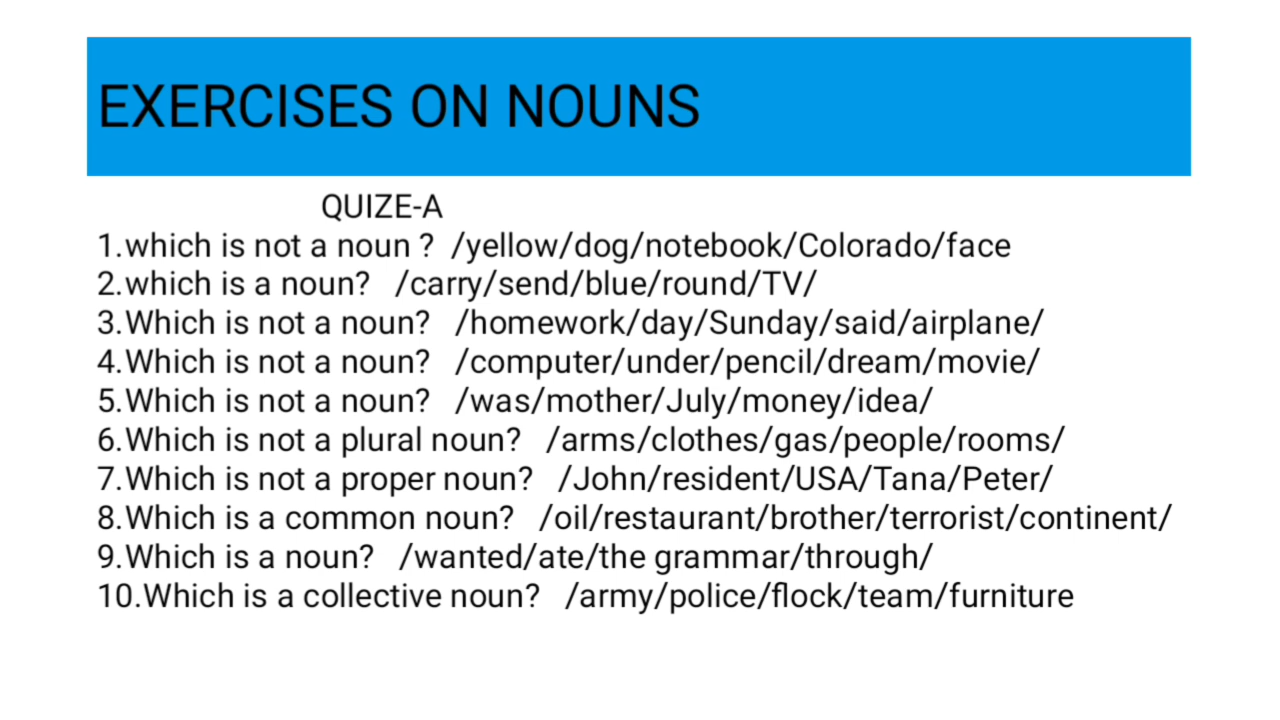 EXERCISES ON NOUNS
QUIZE-A
1.which is not a noun ? /yellow/dog/notebook/Colorado/face
2.which is a noun? /carry/send/blue/round/TV/
3.Which is not a noun? /homework/day/Sunday/said/airplane/
4.Which is not a noun? /computer/under/pencil/dream/movie/
5.Which is not a noun? /was/mother/July/money/idea/
6.Which is not a plural noun? /arms/clothes/gas/people/rooms/
7.Which is not a proper noun? /John/resident/USA/Tana/Peter/
8.Which is a common noun? /oil/restaurant/brother/terrorist/continent/
9.Which is a noun? /wanted/ate/the grammar/through/
10.Which is a collective noun? /army/police/flock/team/furniture